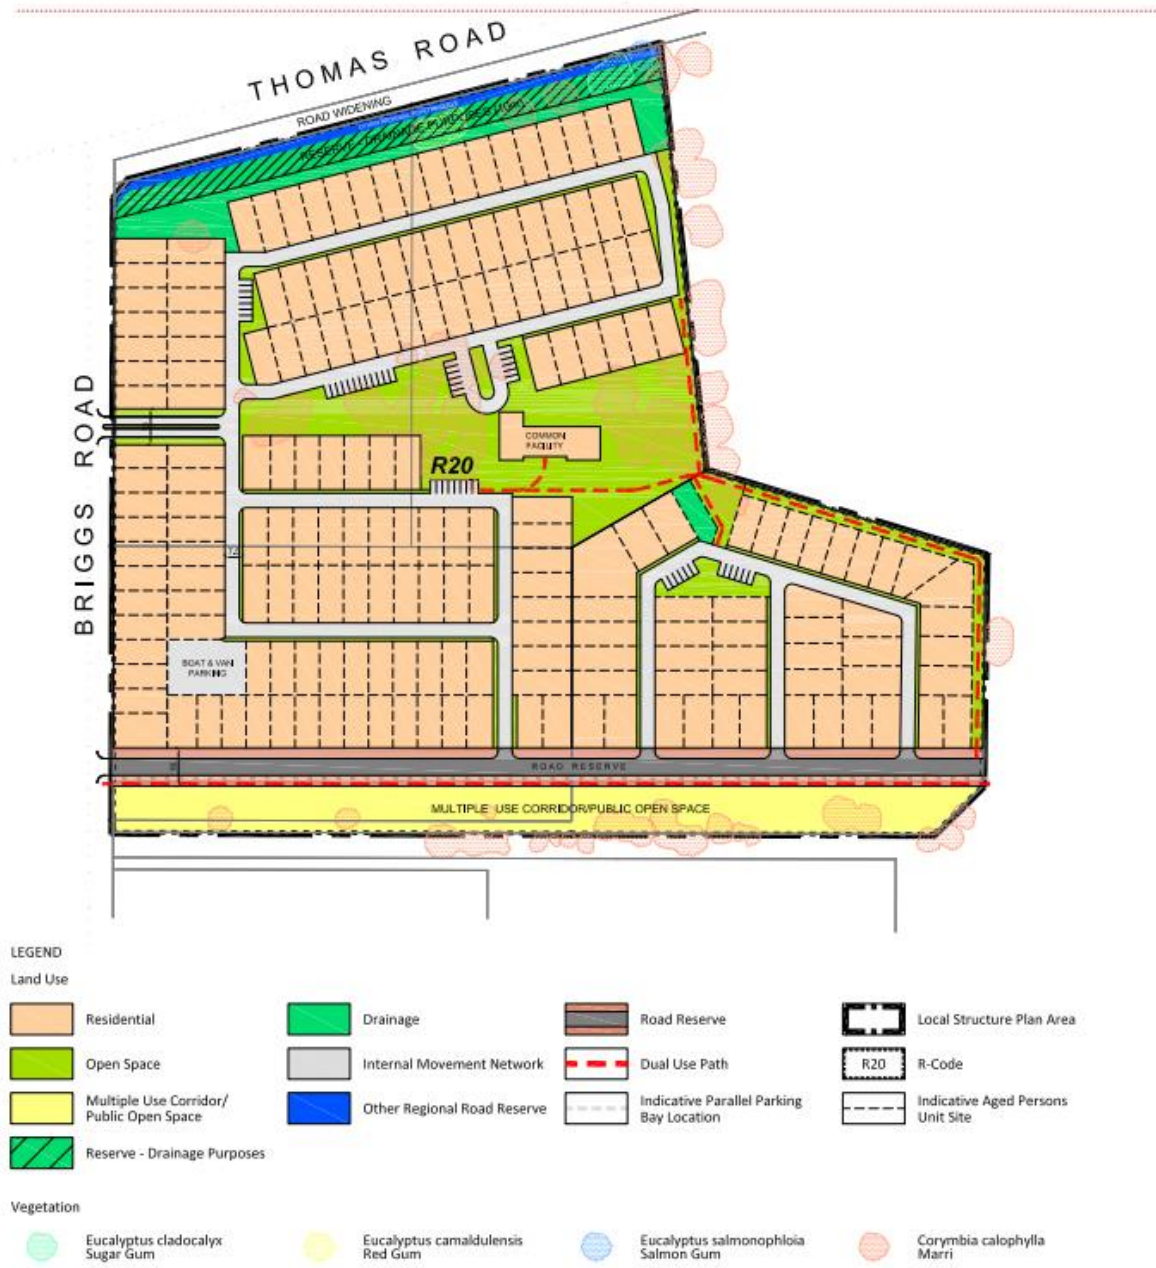 THOMAS ROAD
ROAD WIDENING
RESERVE - DRAINAGE PURPOSES
BRIGGS ROAD
COMMON
FACILITY
R20
BOAT & VAN
PARKING
ROAD RESERVE
MULTIPLE USE CORRIDOR/PUBLIC OPEN SPACE
LEGEND
Land Use
Residential
Drainage
Road Reserve
Local Structure Plan Area
Open Space
Internal Movement Network
Dual Use Path
R20
R-Code
Multiple Use Corridor/
Public Open Space
Other Regional Road Reserve
Indicative Parallel Parking
Bay Location
Indicative Aged Persons
Unit Site
Reserve - Drainage Purposes
Vegetation
Eucalyptus cladocalyx
Sugar Gum
Eucalyptus camaldulensis
Red Gum
Eucalyptus salmonophloia
Salmon Gum
Corymbia calophylla
Marri